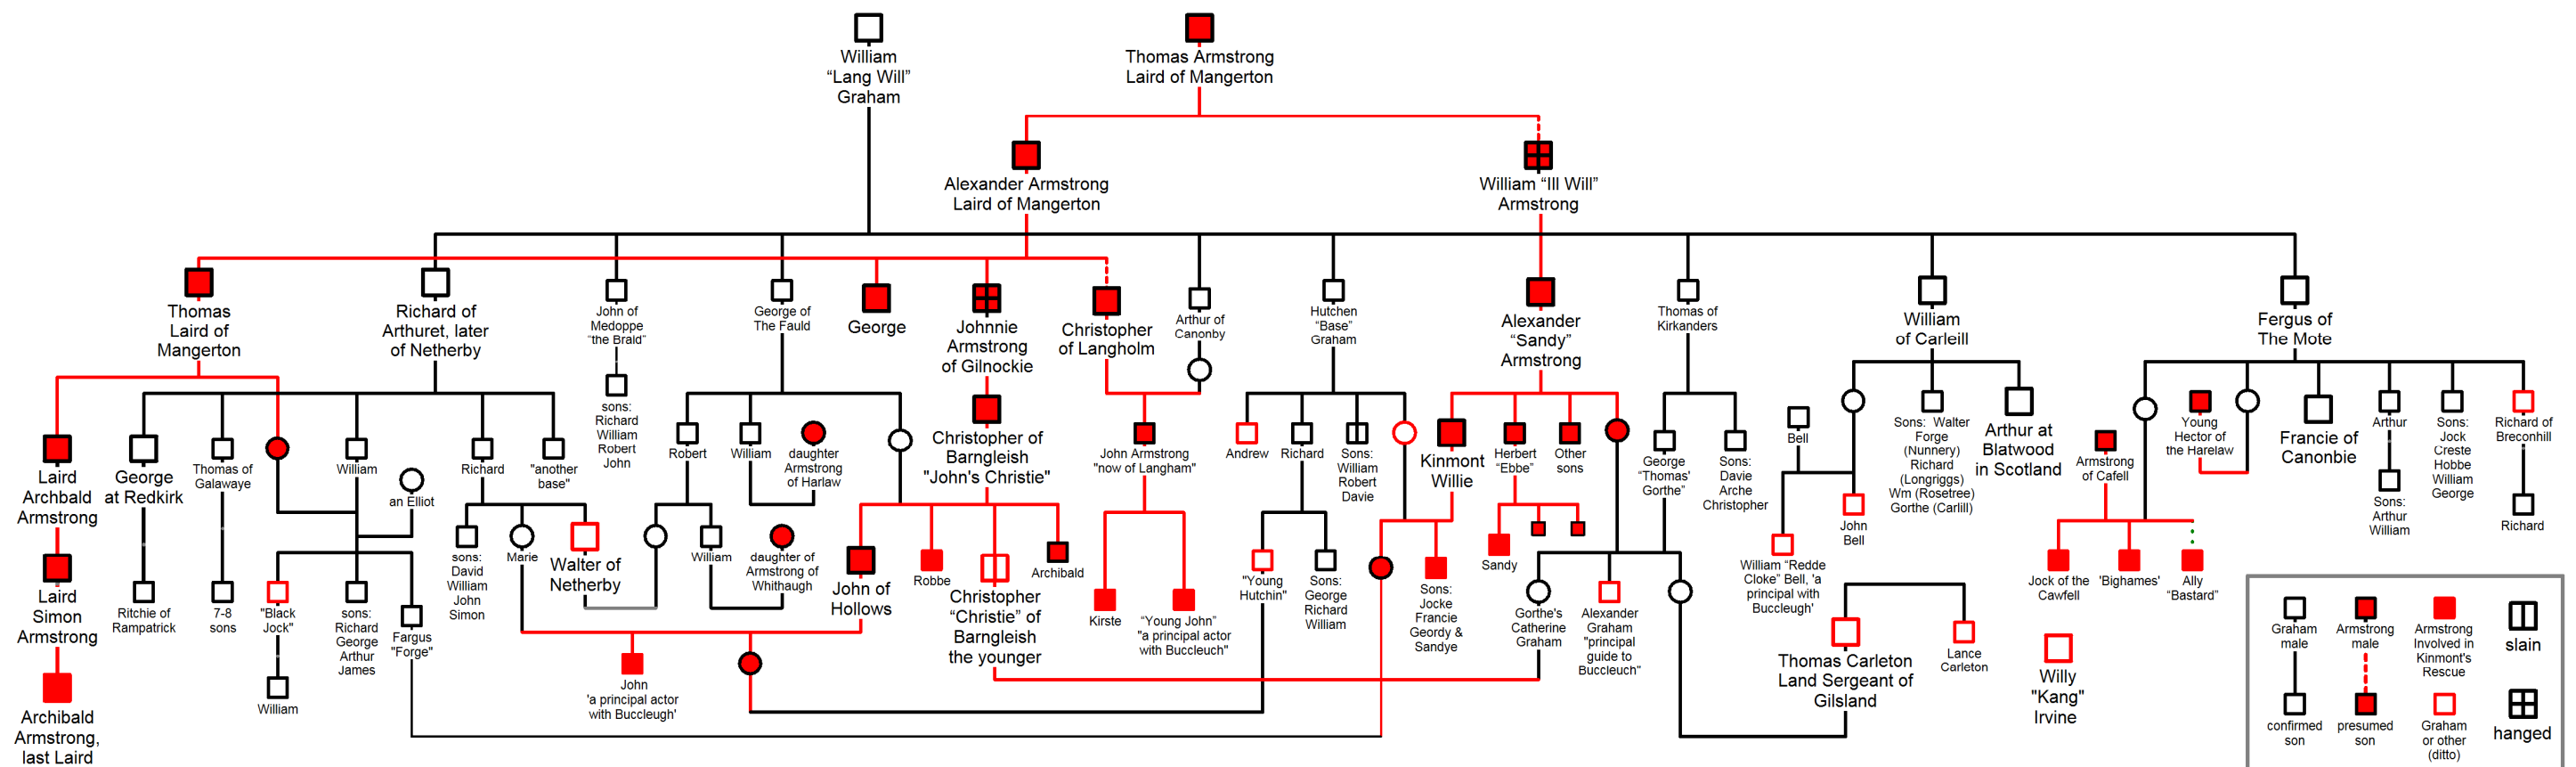 William
“Lang Will”
Graham
Thomas Armstrong
Laird of Mangerton
Alexander Armstrong
Laird of Mangerton
William “Ill Will”
Armstrong
Thomas
Laird of
Mangerton
Richard of
Arthuret, later
of Netherby
John of
Medoppe
“the Braid”
George of
The Fauld
George
Johnnie
Armstrong
of Gilnockie
Christopher
of Langholm
Arthur of
Canonby
Hutchen
“Base”
Graham
Alexander
“Sandy”
Armstrong
Thomas of
Kirkanders
William
of Carleill
Fergus of
The Mote
Laird
Archbald
Armstrong
George
at Redkirk
Thomas of
Galawaye
William
an Elliot
Richard
"another
base"
sons:
Richard
William
Robert
John
Robert
William
daughter
Armstrong
of Harlaw
Christopher of
Barngleish
"John's Christie"
John Armstrong
"now of Langham"
Andrew
Richard
Sons:
William
Robert
Davie
Kinmont
Willie
Herbert
“Ebbe”
Other
sons
George
“Thomas'
Gorthe”
Sons:
Davie
Arche
Christopher
Bell
Sons: Walter
Forge
(Nunnery)
Richard
(Longriggs)
Wm (Rosetree)
Gorthe (Carlill)
Arthur at
Blatwood
in Scotland
Armstrong
of Cafell
Young
Hector of
the Harelaw
Francie of
Canonbie
Arthur
Sons:
Jock
Creste
Hobbe
William
George
Richard of
Breconhill
Laird
Simon
Armstrong
Ritchie of
Rampatrick
7-8
sons
"Black
Jock"
sons:
Richard
George
Arthur
James
Fargus
"Forge"
sons:
David
William
John
Simon
Marie
Walter of
Netherby
William
daughter of
Armstrong of
Whithaugh
John of
Hollows
Robbe
Christopher
“Christie” of
Barngleish
the younger
Archibald
Kirste
“Young John”
"a principal actor
with Buccleuch"
"Young
Hutchin"
Sons:
George
Richard
William
Sons:
Jocke
Francie
Geordy &
Sandye
Sandy
Gorthe's
Catherine
Graham
Alexander
Graham
"principal
guide to
Buccleuch"
William “Redde
Cloke” Bell, 'a
principal with
Buccleugh'
John
Bell
Jock of the
Cawfell
'Bighames'
Ally
“Bastard”
Sons:
Arthur
William
Richard
Archibald
Armstrong,
last Laird
William
John
'a principal actor
with Buccleugh'
Thomas Carleton
Land Sergeant of
Gilsland
Lance
Carleton
Willy
"Kang"
Irvine
Graham
male
Armstrong
male
Armstrong
Involved in
Kinmont's
Rescue
slain
confirmed
son
presumed
son
Graham
or other
(ditto)
hanged